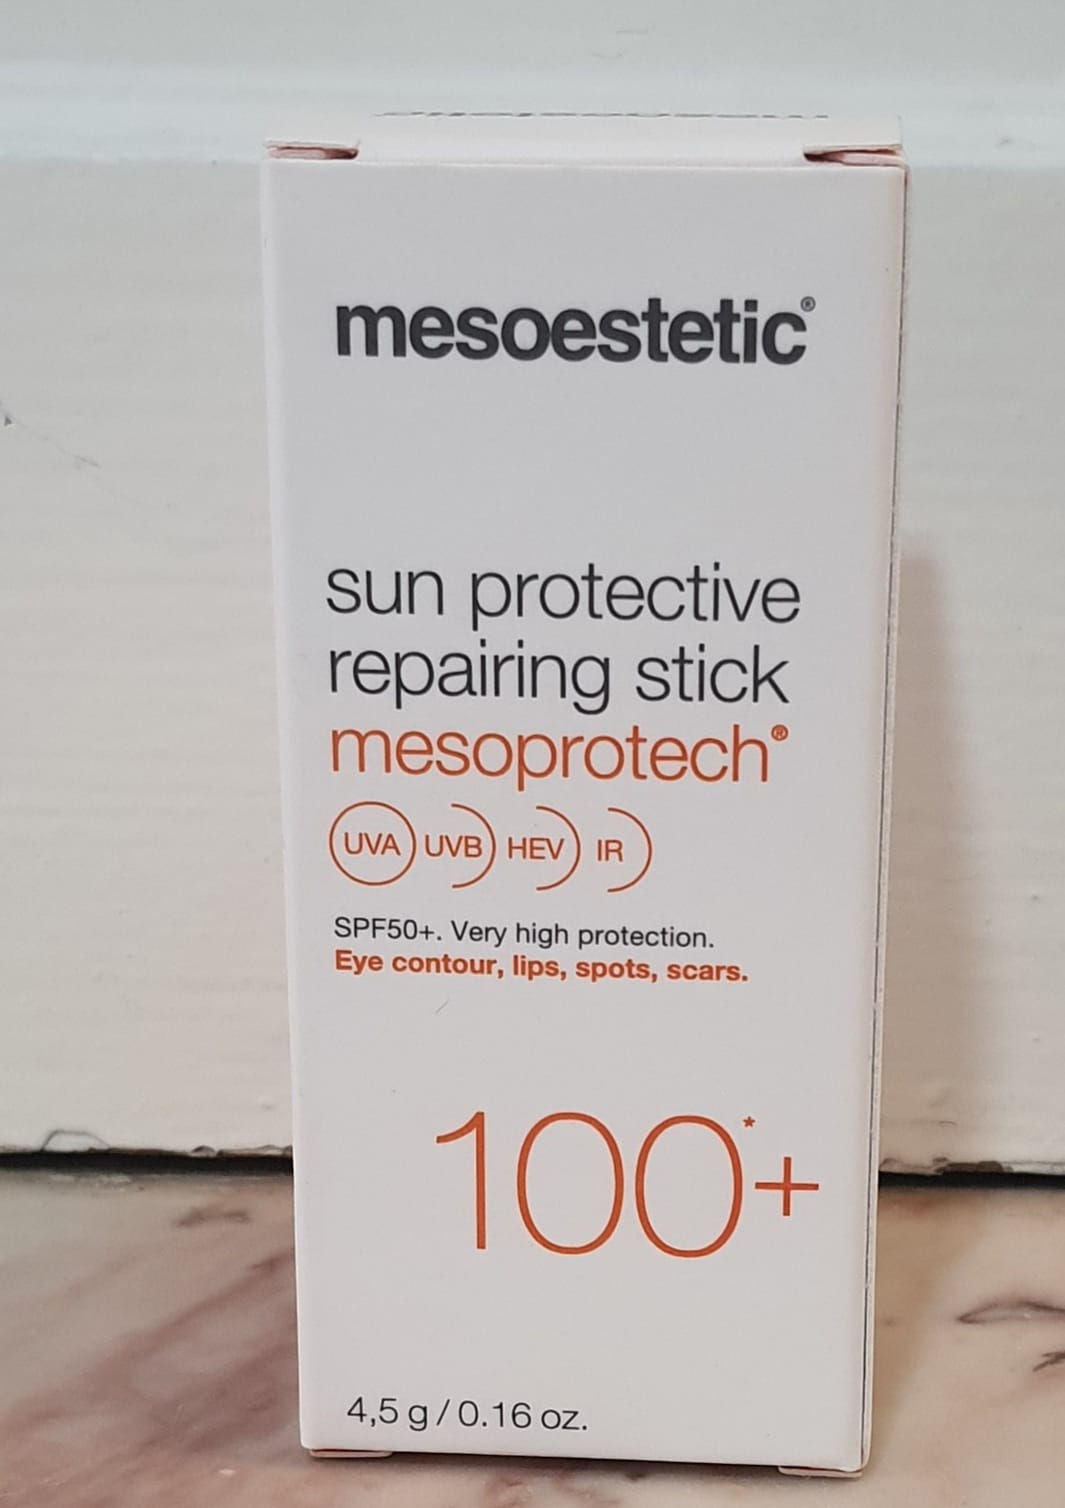 mesoestetic®
sun protective
repairing stick
mesoprotech®
UVA UVB HEV IR
SPF50+. Very high protection.
Eye contour, lips, spots, scars.
100*+
4,5 g / 0.16 oz.